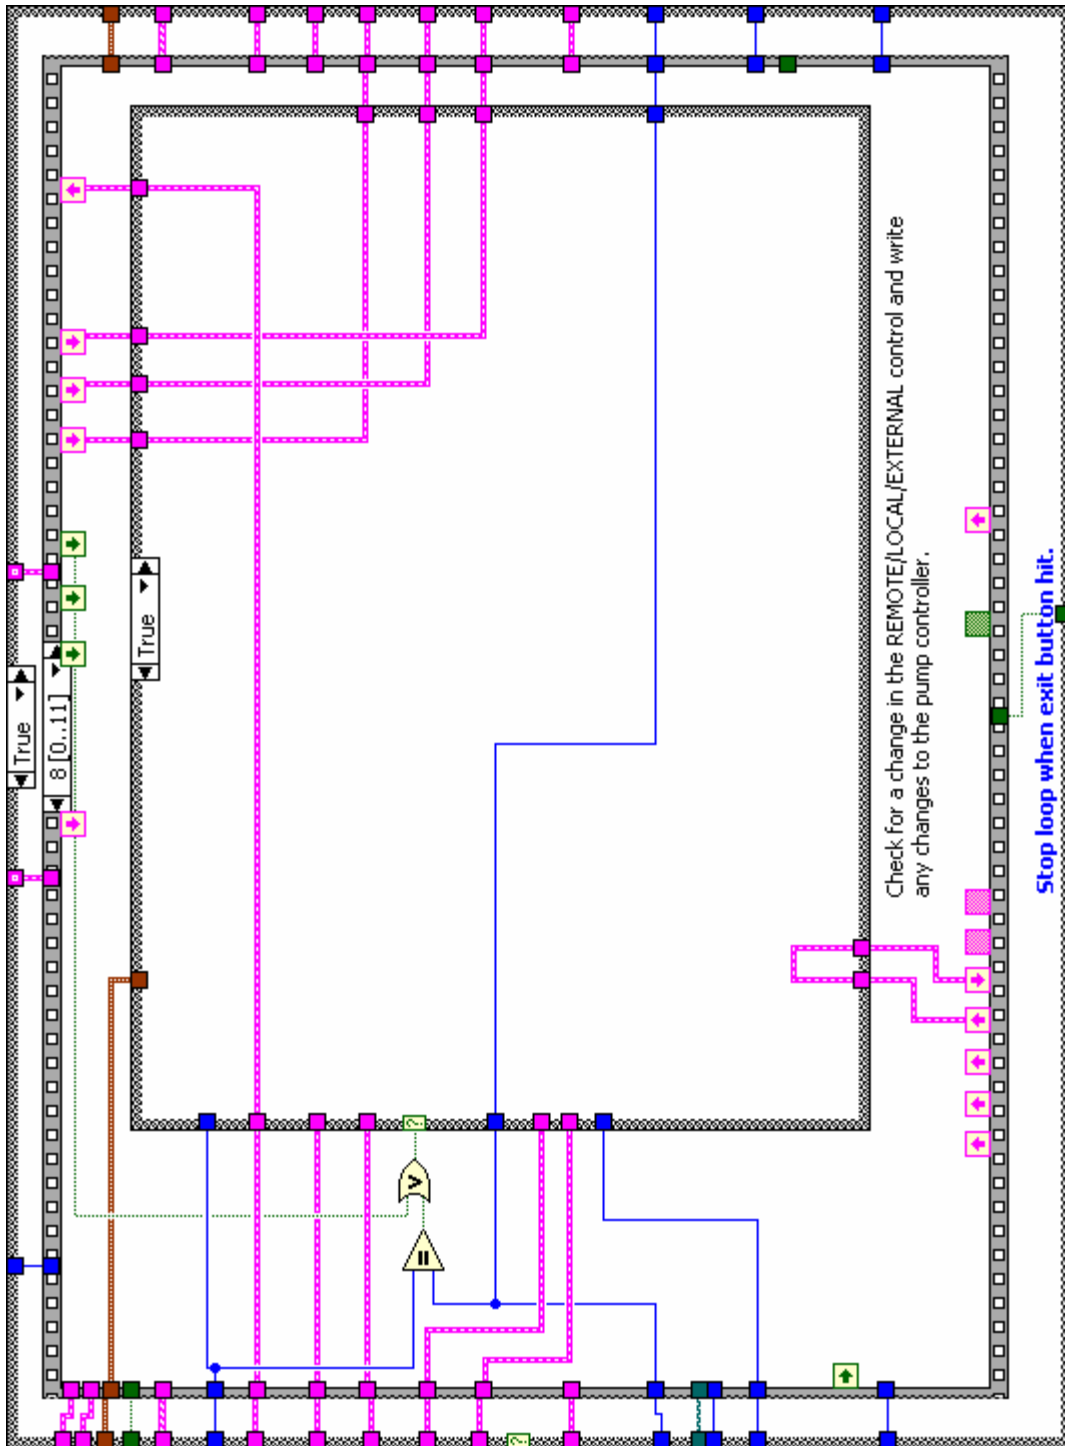 True
8 [0..11]
True
Check for a change in the REMOTE/LOCAL/EXTERNAL control and write
any changes to the pump controller.
Stop loop when exit button hit.